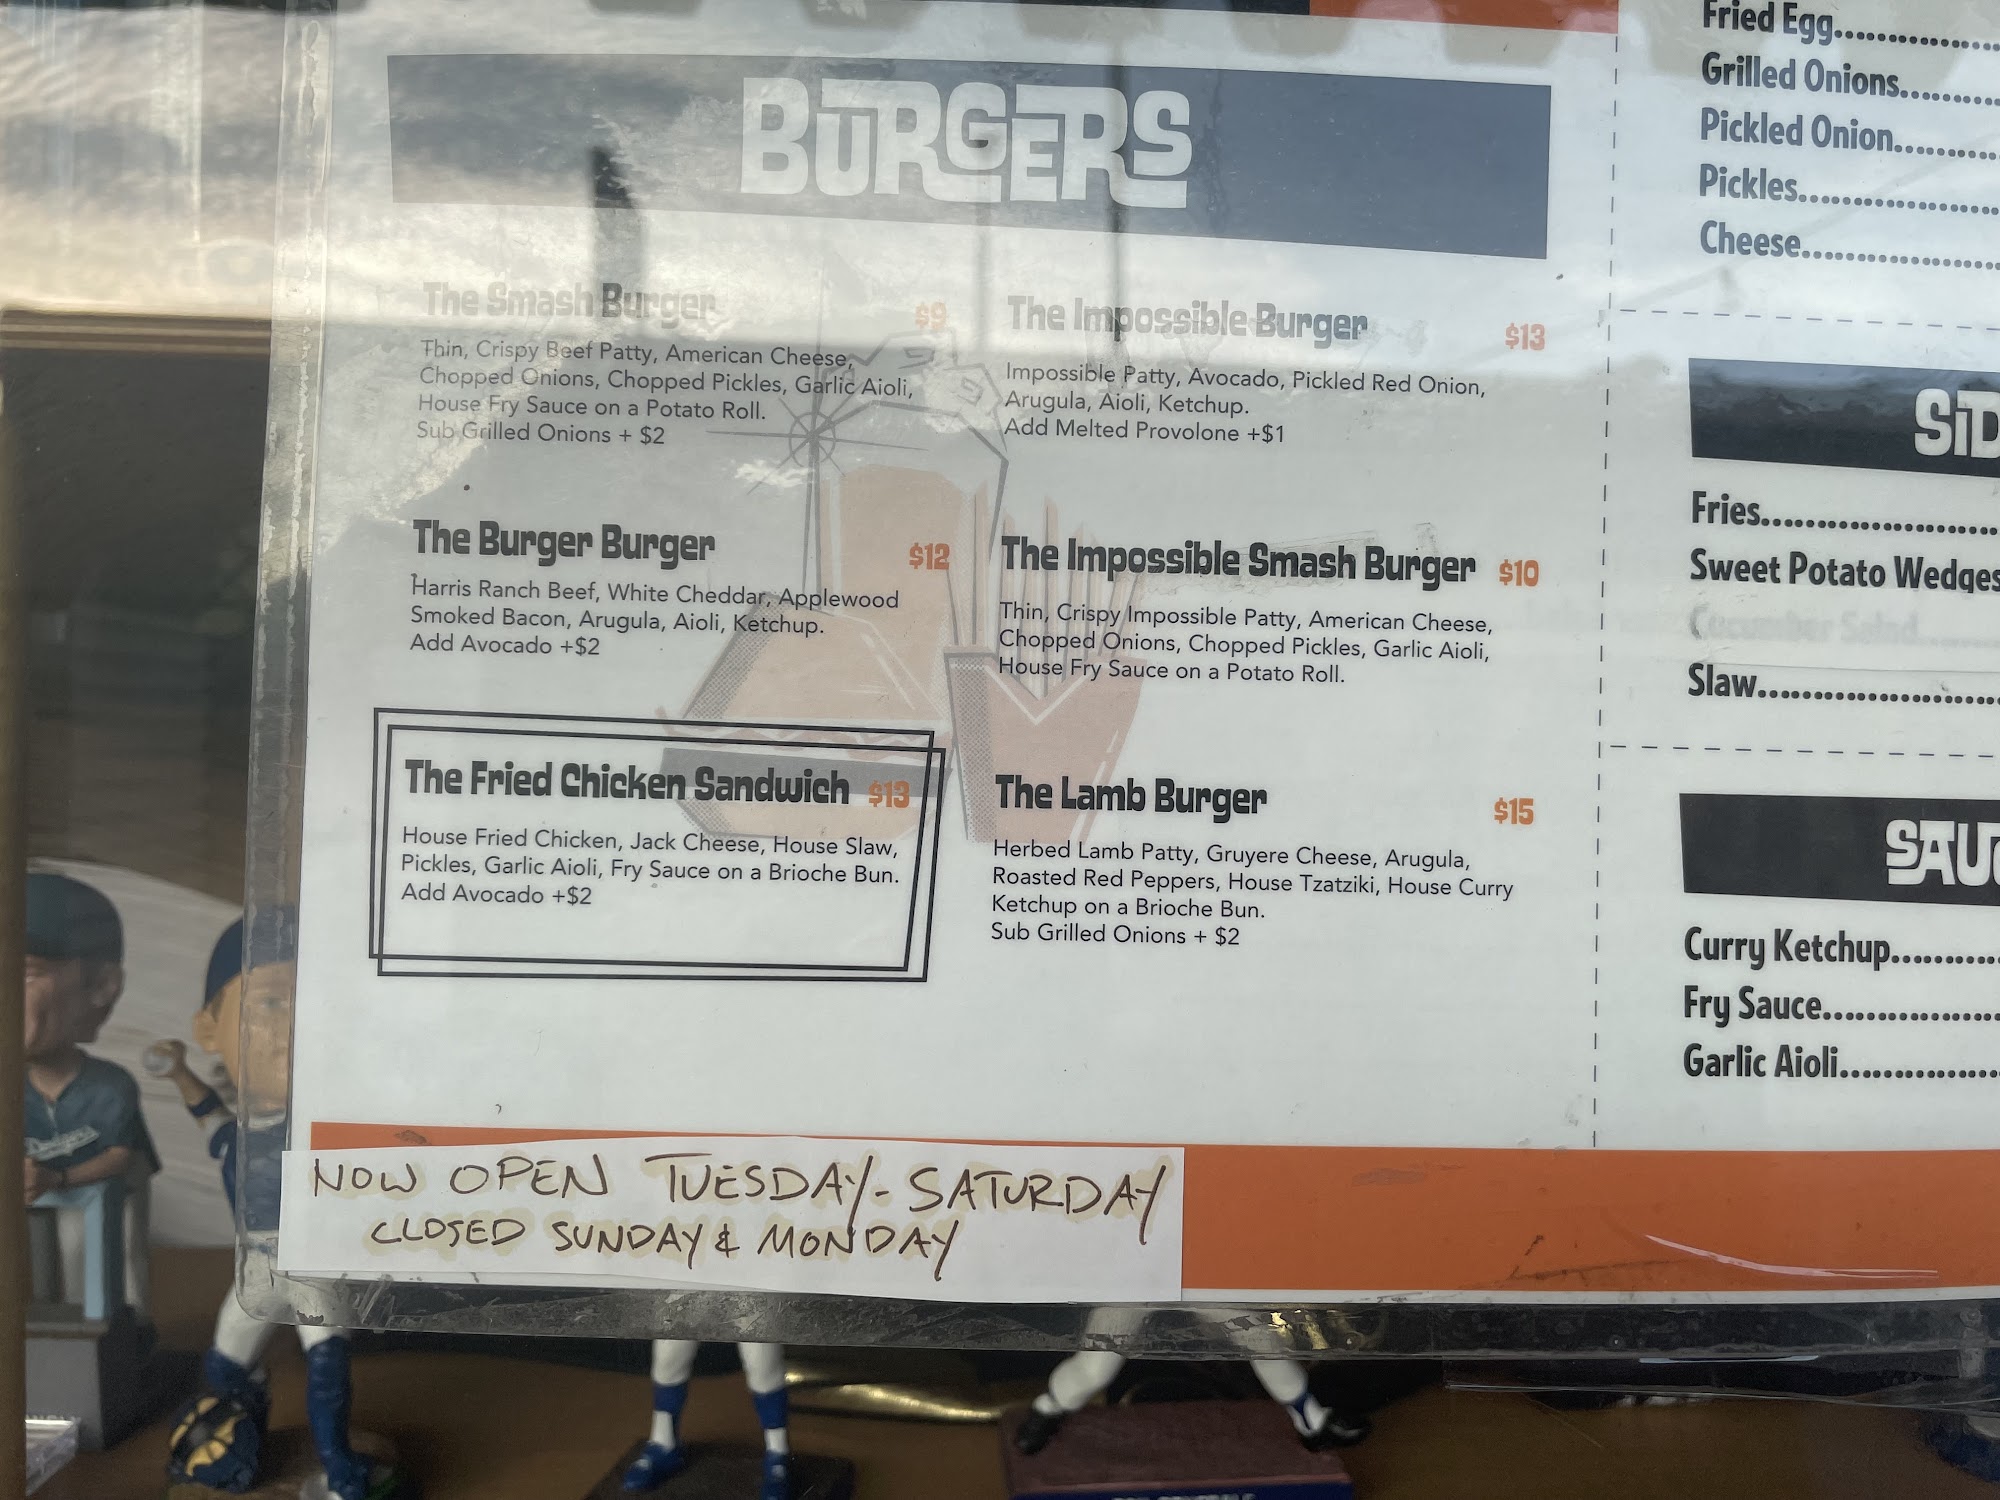 BURGERS
The Smash Burger $9
Thin, Crispy Beef Patty, American Cheese,
Chopped Onions, Chopped Pickles, Garlic Aioli,
House Fry Sauce on a Potato Roll.
Sub Grilled Onions + $2
The Burger Burger $12
Harris Ranch Beef, White Cheddar, Applewood
Smoked Bacon, Arugula, Aioli, Ketchup.
Add Avocado +$2
The Fried Chicken Sandwich $13
House Fried Chicken, Jack Cheese, House Slaw,
Pickles, Garlic Aioli, Fry Sauce on a Brioche Bun.
Add Avocado +$2
The Impossible Burger $13
Impossible Patty, Avocado, Pickled Red Onion,
Arugula, Aioli, Ketchup.
Add Melted Provolone +$1
The Impossible Smash Burger $10
Thin, Crispy Impossible Patty, American Cheese,
Chopped Onions, Chopped Pickles, Garlic Aioli,
House Fry Sauce on a Potato Roll.
The Lamb Burger $15
Herbed Lamb Patty, Gruyere Cheese, Arugula,
Roasted Red Peppers, House Tzatziki, House Curry
Ketchup on a Brioche Bun.
Sub Grilled Onions + $2
Fried Egg
Grilled Onions
Pickled Onion
Pickles
Cheese
SiD
Fries
Sweet Potato Wedges
Cucumber Salad
Slaw
SAU
Curry Ketchup
Fry Sauce
Garlic Aioli
NOW OPEN TUESDAY - SATURDAY
CLOSED SUNDAY & MONDAY
Dodgers